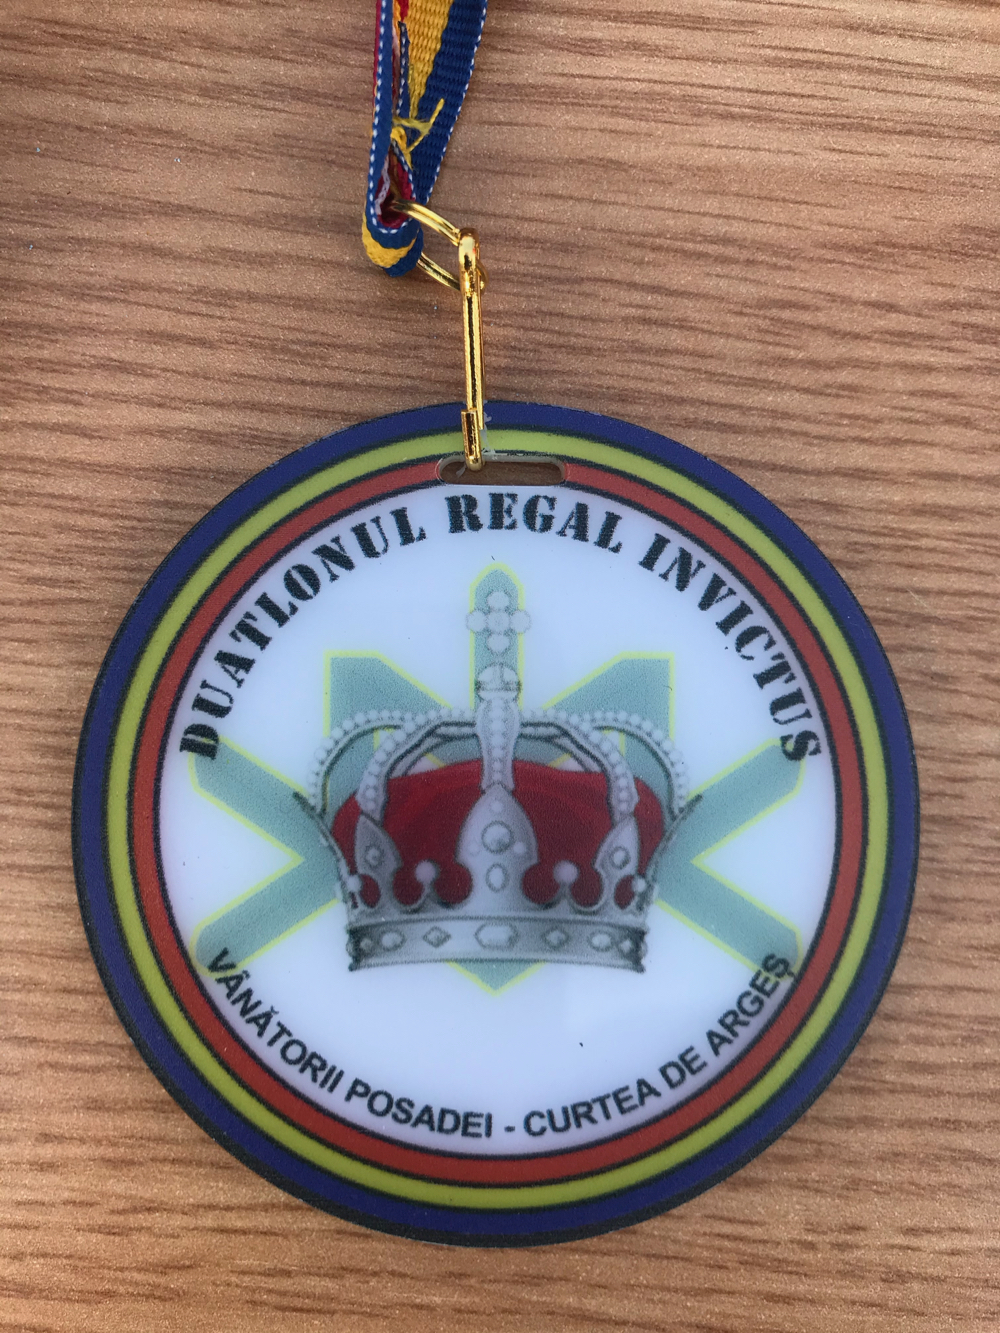 DUATLONUL REGAL INVICTUS
VÂNĂTORII POSADEI - CURTEA DE ARGEȘ